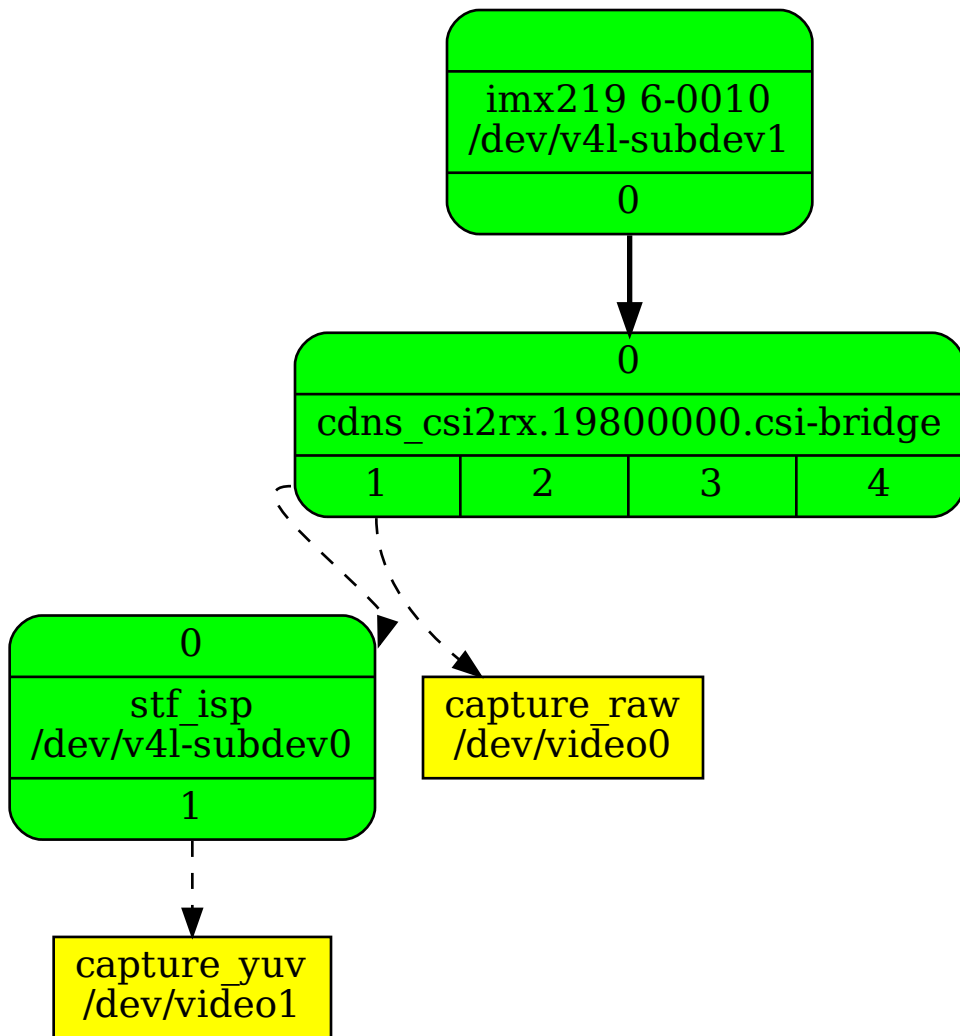 imx219 6-0010
/dev/v4l-subdev1
0
0
cdns_csi2rx.19800000.csi-bridge
1 2 3 4
0
stf_isp
/dev/v4l-subdev0
1
capture_raw
/dev/video0
capture_yuv
/dev/video1